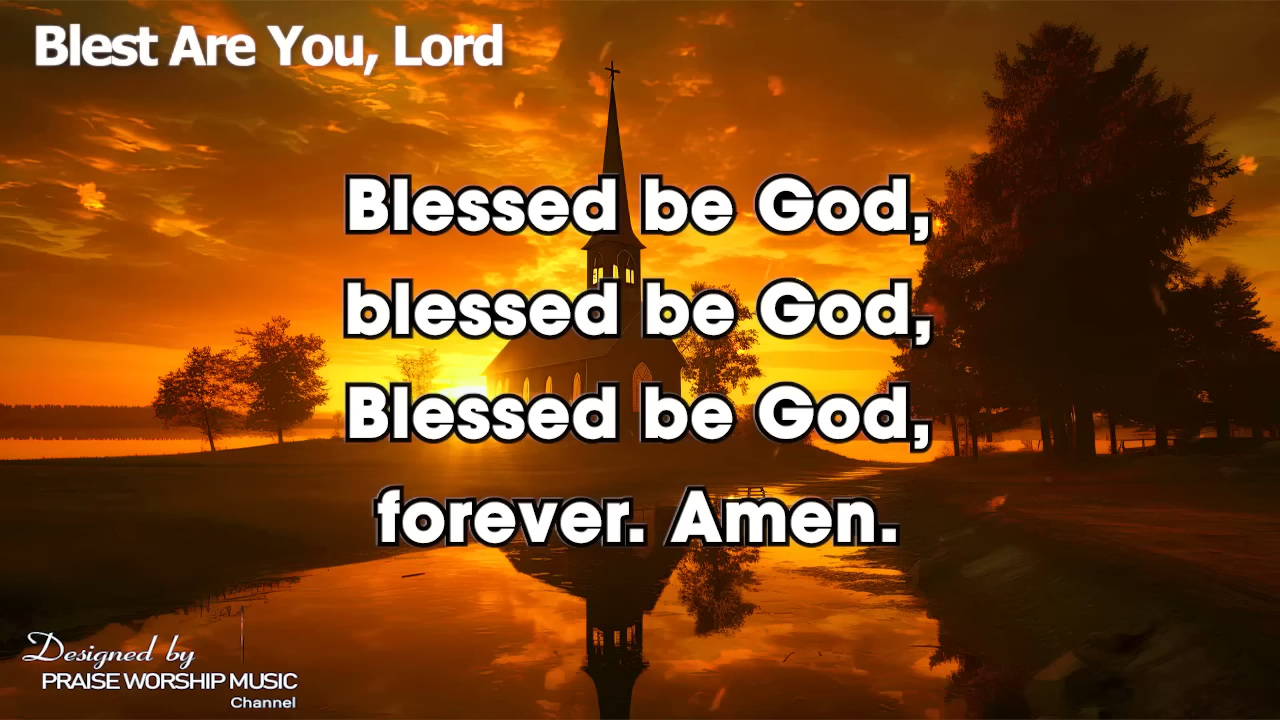 Blest Are You, Lord
Blessed be God,
blessed be God,
Blessed be God,
forever. Amen.
Designed by
PRAISE WORSHIP MUSIC
Channel